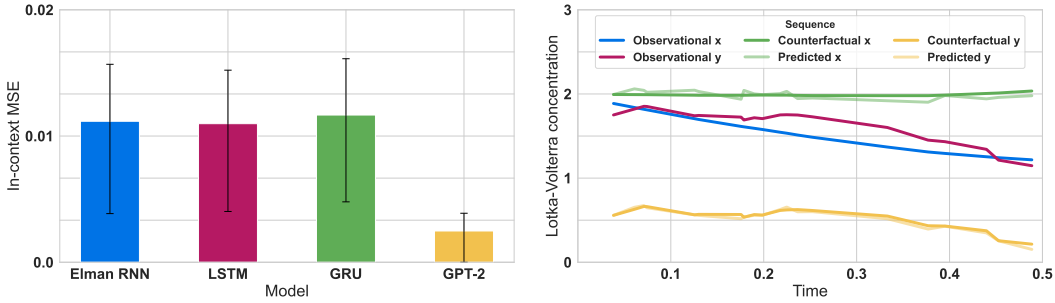 0.02
0.01
0.0
In-context MSE
Elman RNN LSTM GRU GPT-2
Model
3
2
1
0
Lotka-Volterra concentration
Sequence
Observational x Counterfactual x Counterfactual y
Observational y Predicted x Predicted y
0.1 0.2 0.3 0.4 0.5
Time